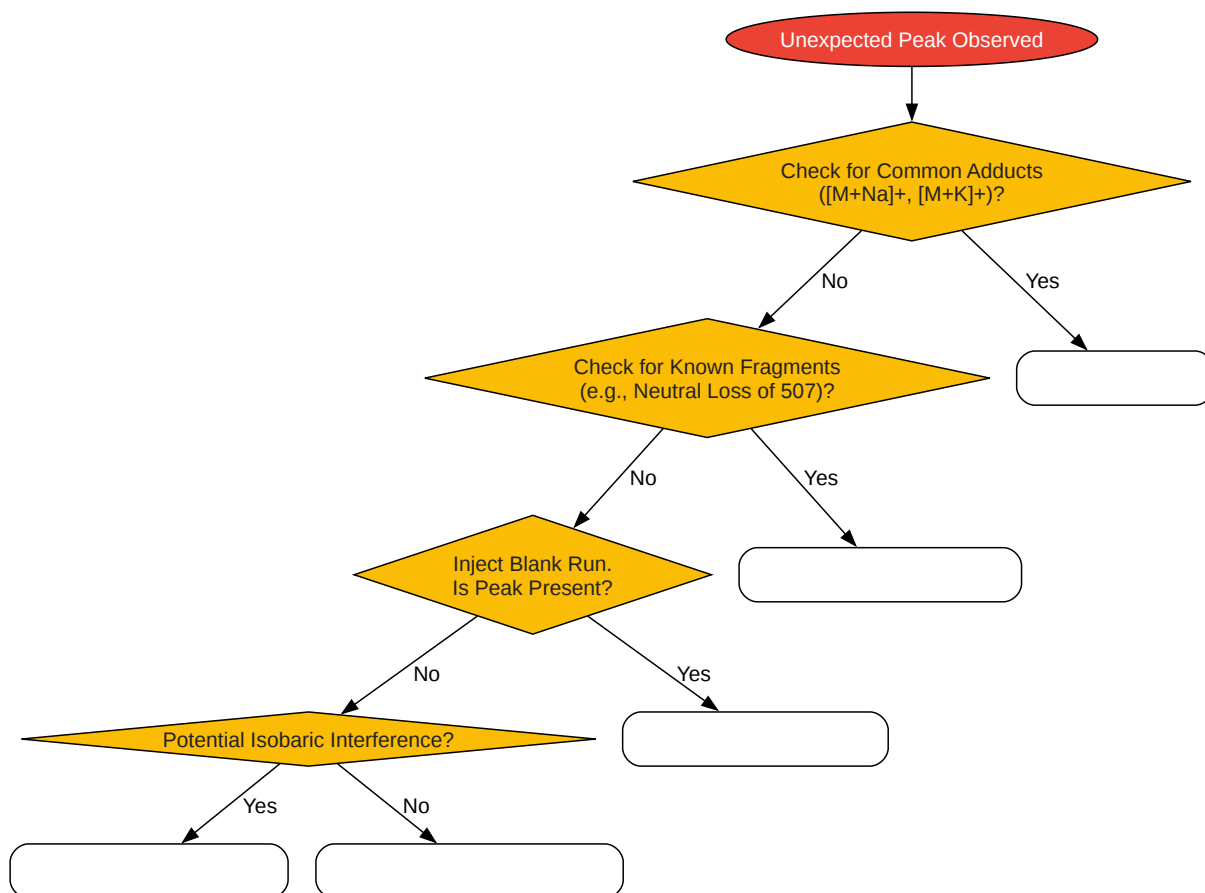 Unexpected Peak Observed
Check for Common Adducts
([M+Na]+, [M+K]+)?
No
Yes
Check for Known Fragments
(e.g., Neutral Loss of 507)?
No
Yes
Inject Blank Run.
Is Peak Present?
No
Yes
Potential Isobaric Interference?
Yes
No